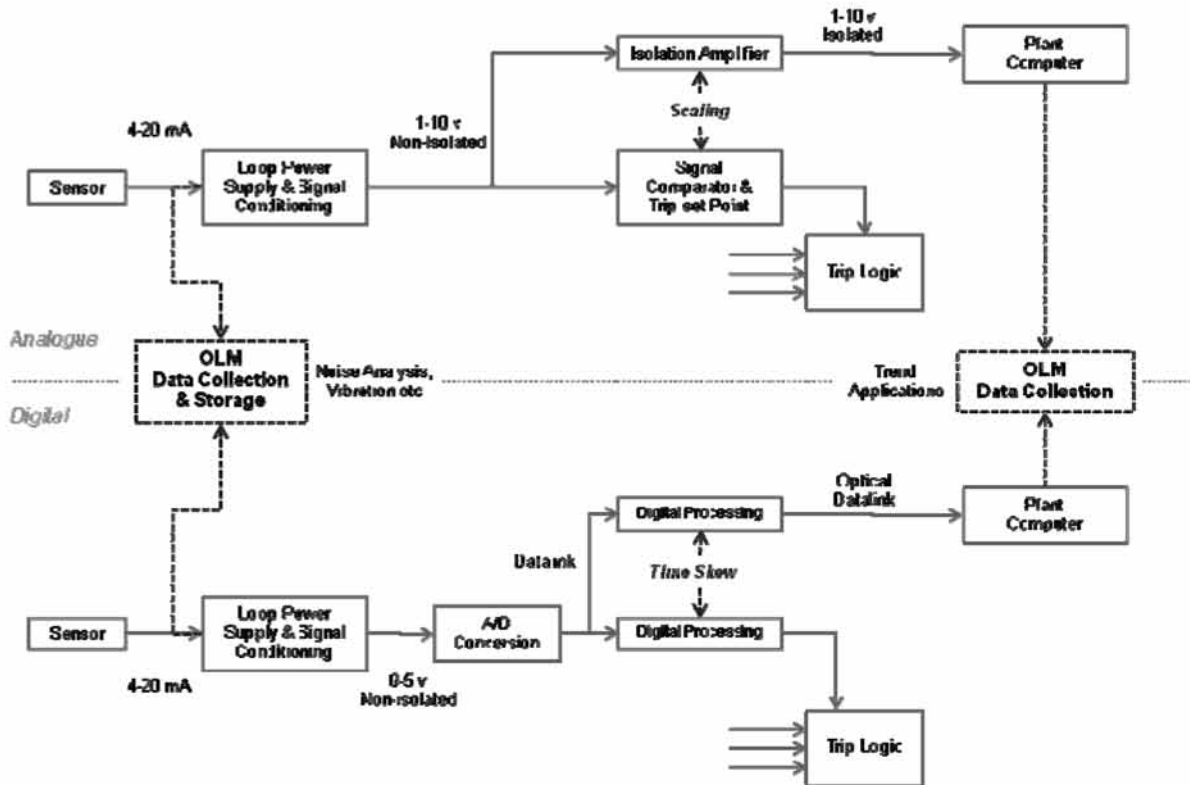 1-10 v
Isolated
Isolation Amplifier
Plant
Computer
Scaling
4-20 mA
1-10 v
Non-Isolated
Sensor
Loop Power
Supply & Signal
Conditioning
Signal
Comparator &
Trip set Point
Trip Logic
Analogue
OLM
Data Collection
& Storage
Noise Analysis,
Vibration etc
Trend
Applications
OLM
Data Collection
Digital
Optical
Datalink
Digital Processing
Plant
Computer
Datalink
Time Skew
Sensor
Loop Power
Supply & Signal
Conditioning
A/D
Conversion
Digital Processing
4-20 mA
0-5 v
Non-isolated
Trip Logic